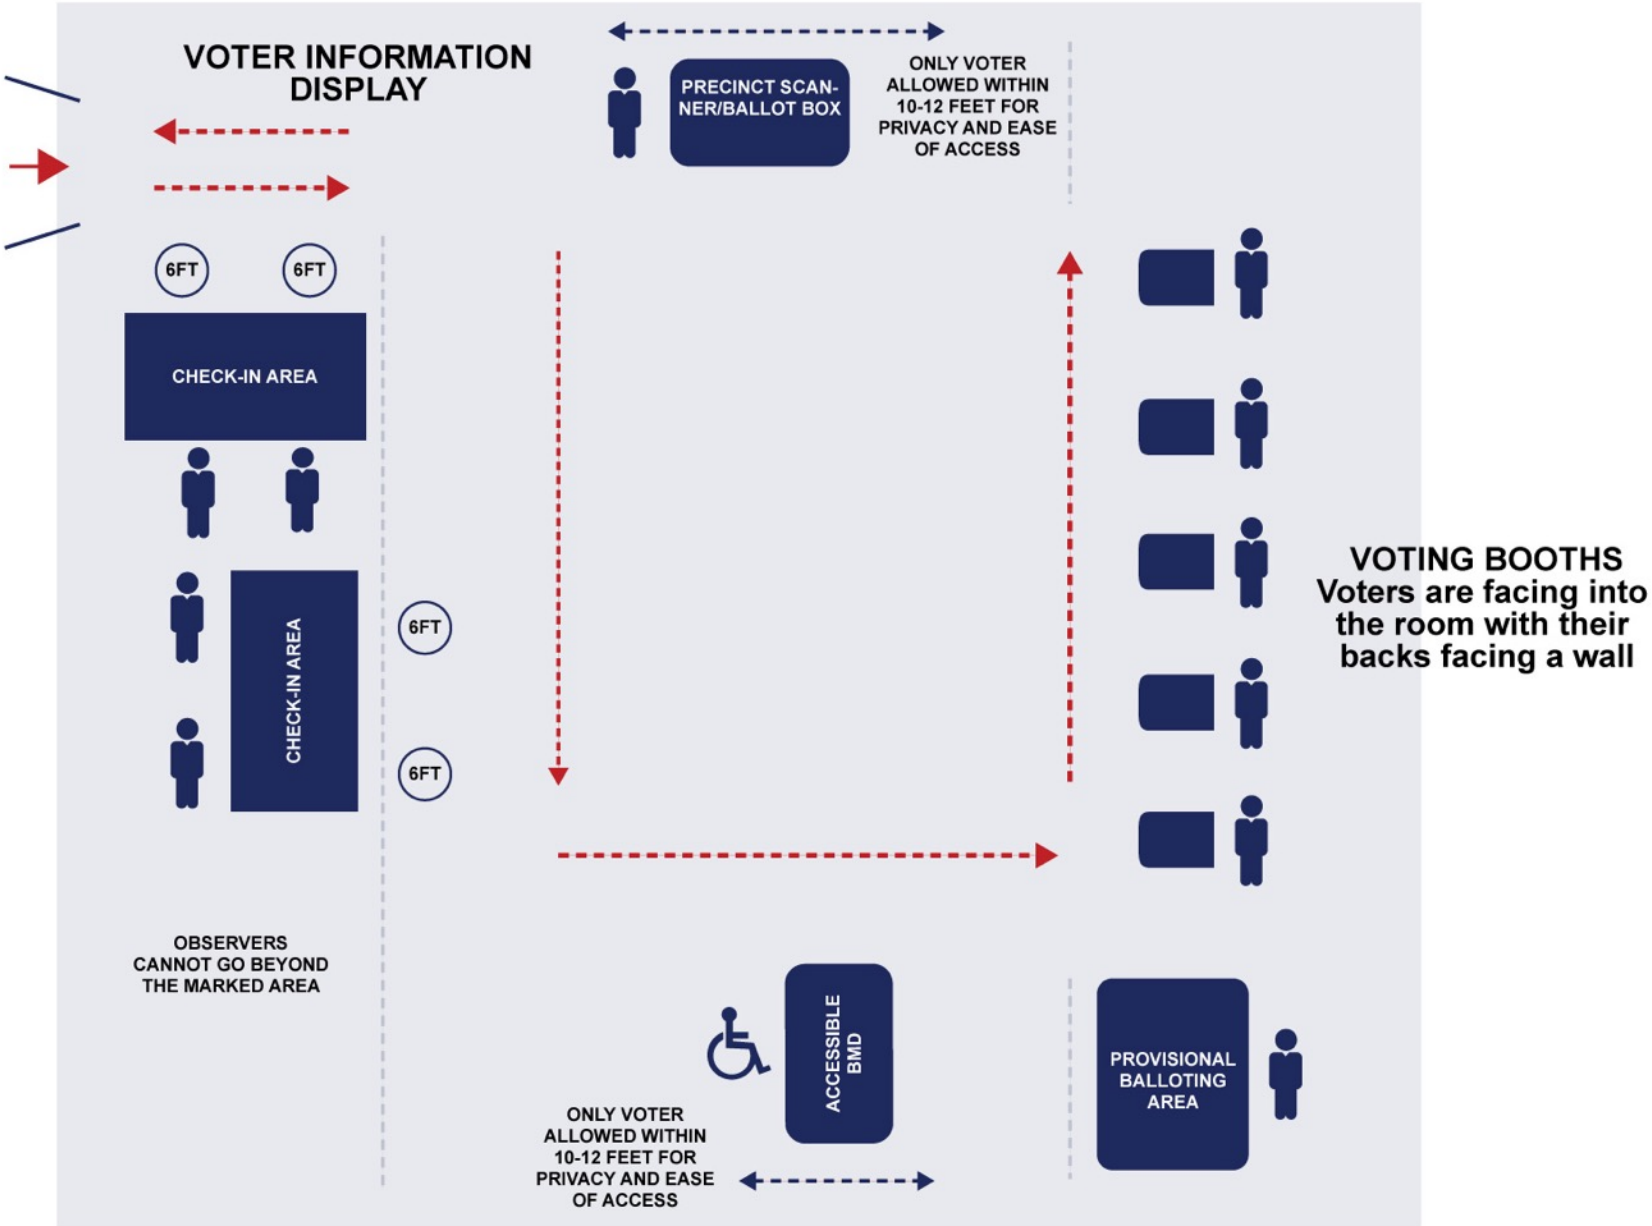 VOTER INFORMATION
DISPLAY
PRECINCT SCAN-
NER/BALLOT BOX
ONLY VOTER
ALLOWED WITHIN
10-12 FEET FOR
PRIVACY AND EASE
OF ACCESS
6FT
6FT
CHECK-IN AREA
CHECK-IN AREA
6FT
6FT
VOTING BOOTHS
Voters are facing into
the room with their
backs facing a wall
OBSERVERS
CANNOT GO BEYOND
THE MARKED AREA
ACCESSIBLE
BMD
ONLY VOTER
ALLOWED WITHIN
10-12 FEET FOR
PRIVACY AND EASE
OF ACCESS
PROVISIONAL
BALLOTING
AREA